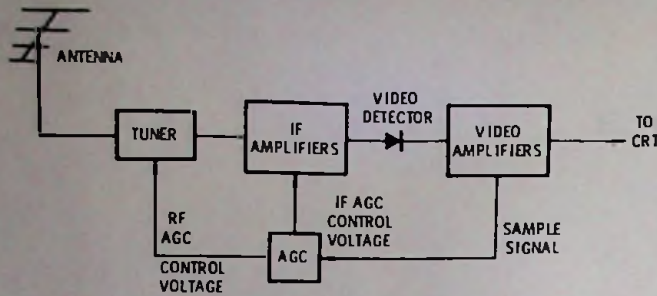 ANTENNA
TUNER
IF
AMPLIFIERS
VIDEO
DETECTOR
VIDEO
AMPLIFIERS
TO
CRT
RF
AGC
CONTROL
VOLTAGE
IF AGC
CONTROL
VOLTAGE
AGC
SAMPLE
SIGNAL